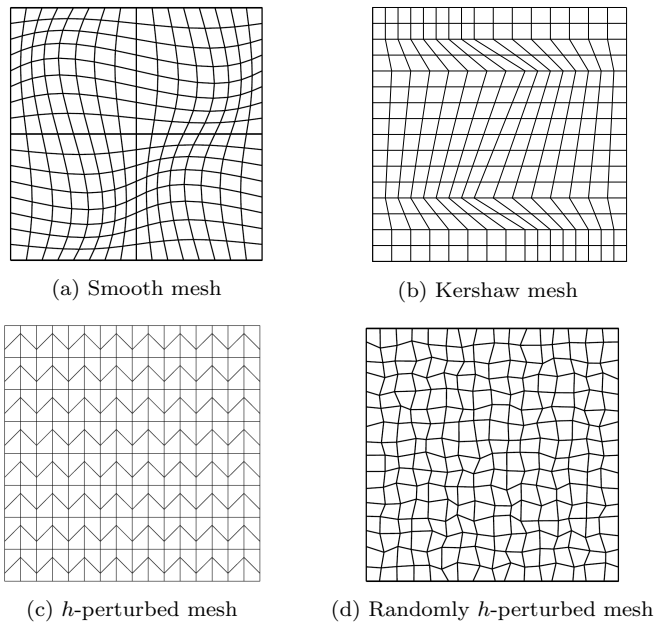 (a) Smooth mesh
(b) Kershaw mesh
(c) h-perturbed mesh
(d) Randomly h-perturbed mesh